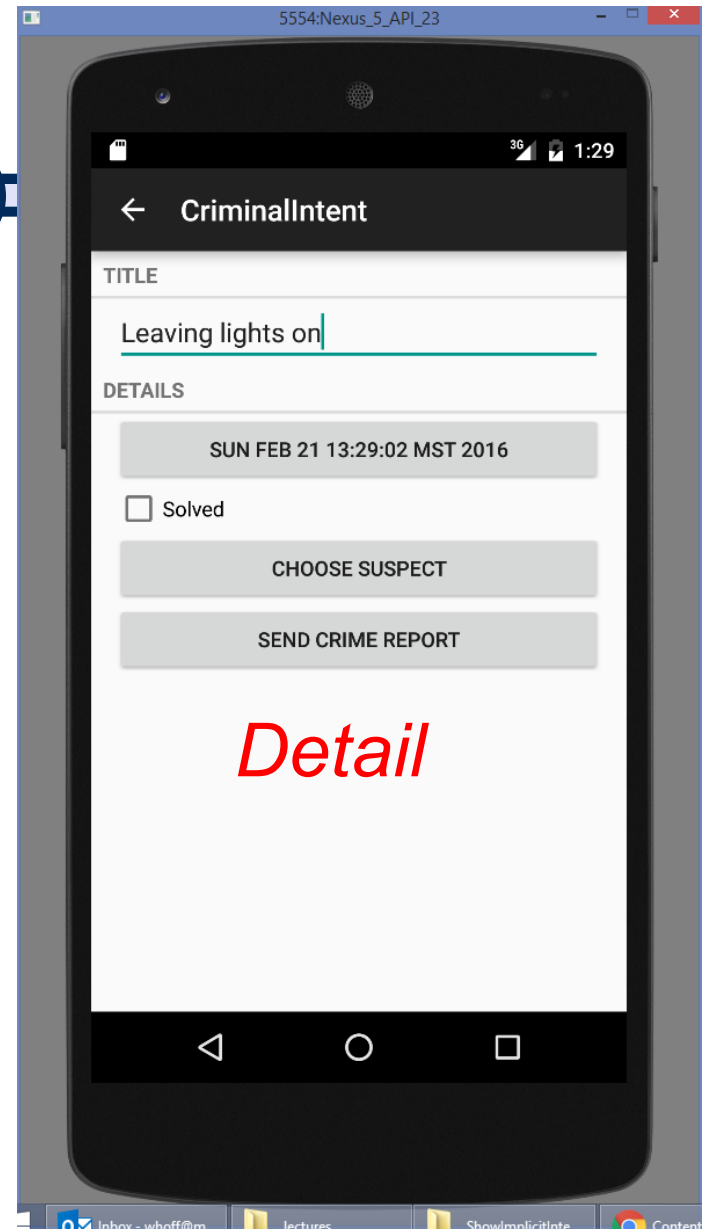 5554:Nexus_5_API_23
3G 1:29
CriminalIntent
TITLE
Leaving lights on
DETAILS
SUN FEB 21 13:29:02 MST 2016
Solved
CHOOSE SUSPECT
SEND CRIME REPORT
Detail
Inbox - whoff@m lectures ShowImplicitInte Content